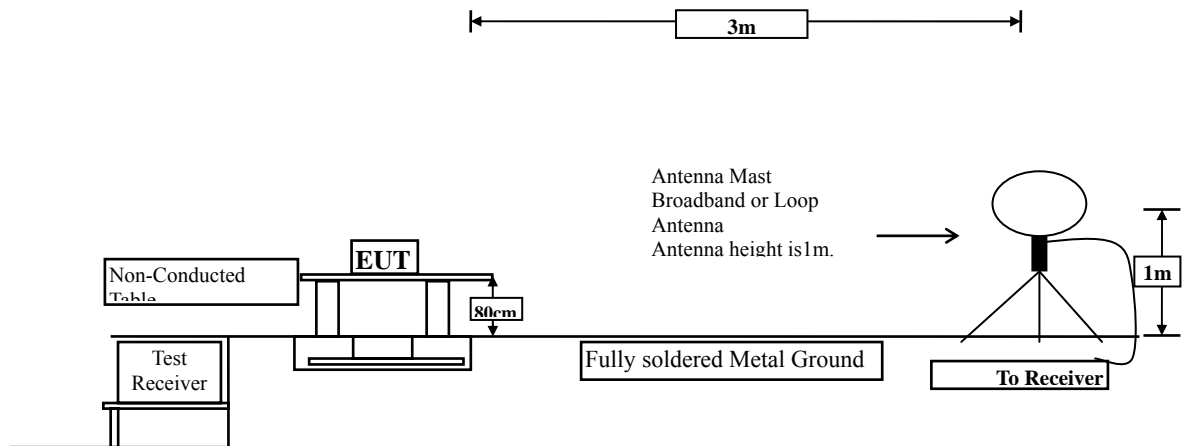 3m
Antenna Mast
Broadband or Loop
Antenna
Antenna height is1m.
EUT
Non-Conducted
Table
80cm
1m
Test
Receiver
Fully soldered Metal Ground
To Receiver